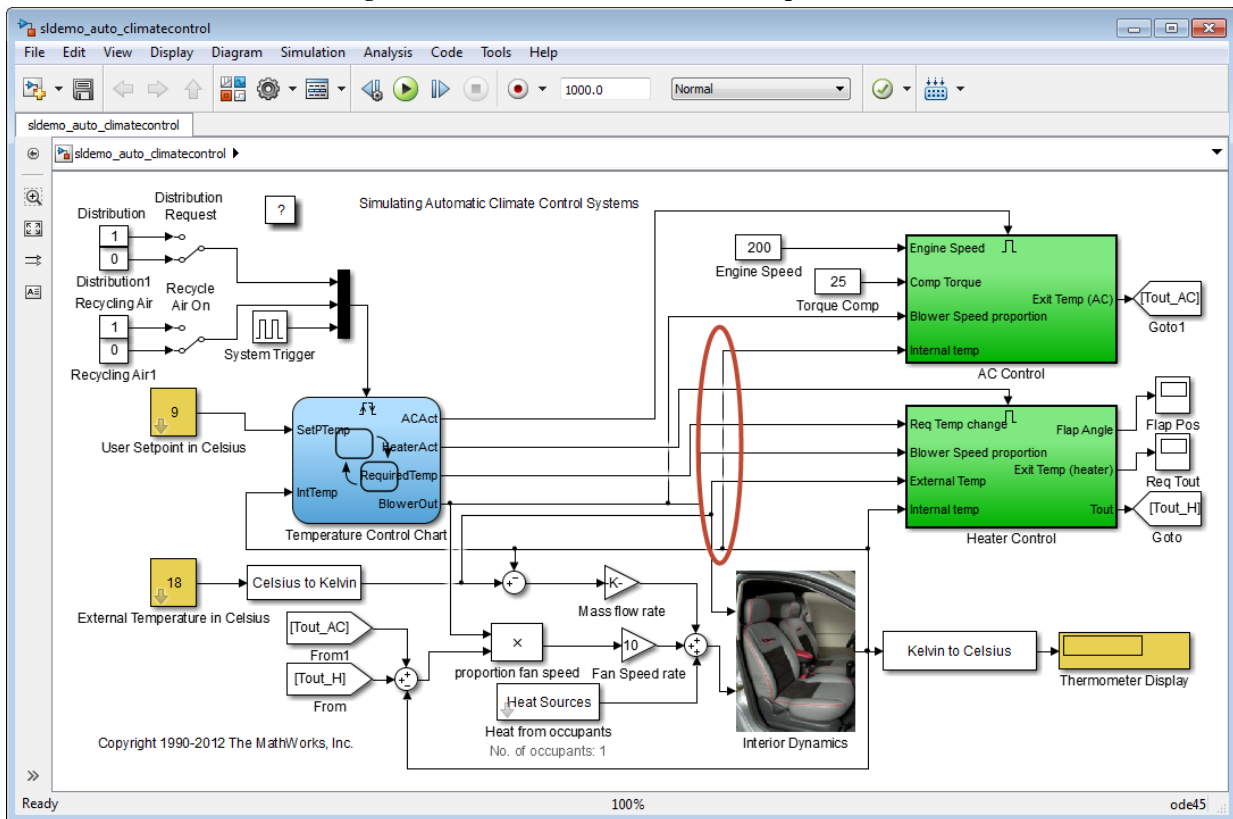 sldemo_auto_climatecontrol
File Edit View Display Diagram Simulation Analysis Code Tools Help
1000.0 Normal
sldemo_auto_climatecontrol
sldemo_auto_climatecontrol
Simulating Automatic Climate Control Systems
Distribution
Distribution Request
?
1
0
Distribution1
Recycling Air
Recycle Air On
1
0
Recycling Air1
System Trigger
200
Engine Speed
25
Torque Comp
Engine Speed
Comp Torque
Blower Speed proportion
Internal temp
Exit Temp (AC)
AC Control
[Tout_AC]
Goto1
9
User Setpoint in Celsius
SetPTemp
IntTemp
ACAct
HeaterAct
RequiredTemp
BlowerOut
Temperature Control Chart
Req Temp change
Blower Speed proportion
External Temp
Internal temp
Flap Angle
Exit Temp (heater)
Tout
Heater Control
Flap Pos
Req Tout
[Tout_H]
Goto
18
External Temperature in Celsius
Celsius to Kelvin
-K-
Mass flow rate
[Tout_AC]
From1
[Tout_H]
From
×
proportion fan speed
10
Fan Speed rate
Heat Sources
Heat from occupants
No. of occupants: 1
Interior Dynamics
Kelvin to Celsius
Thermometer Display
Copyright 1990-2012 The MathWorks, Inc.
Ready 100% ode45